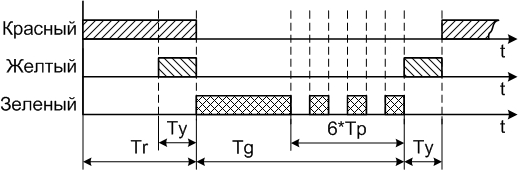 Красный
t
Желтый
t
Зеленый
t
Ty 6*Tp Ty
Tr Tg